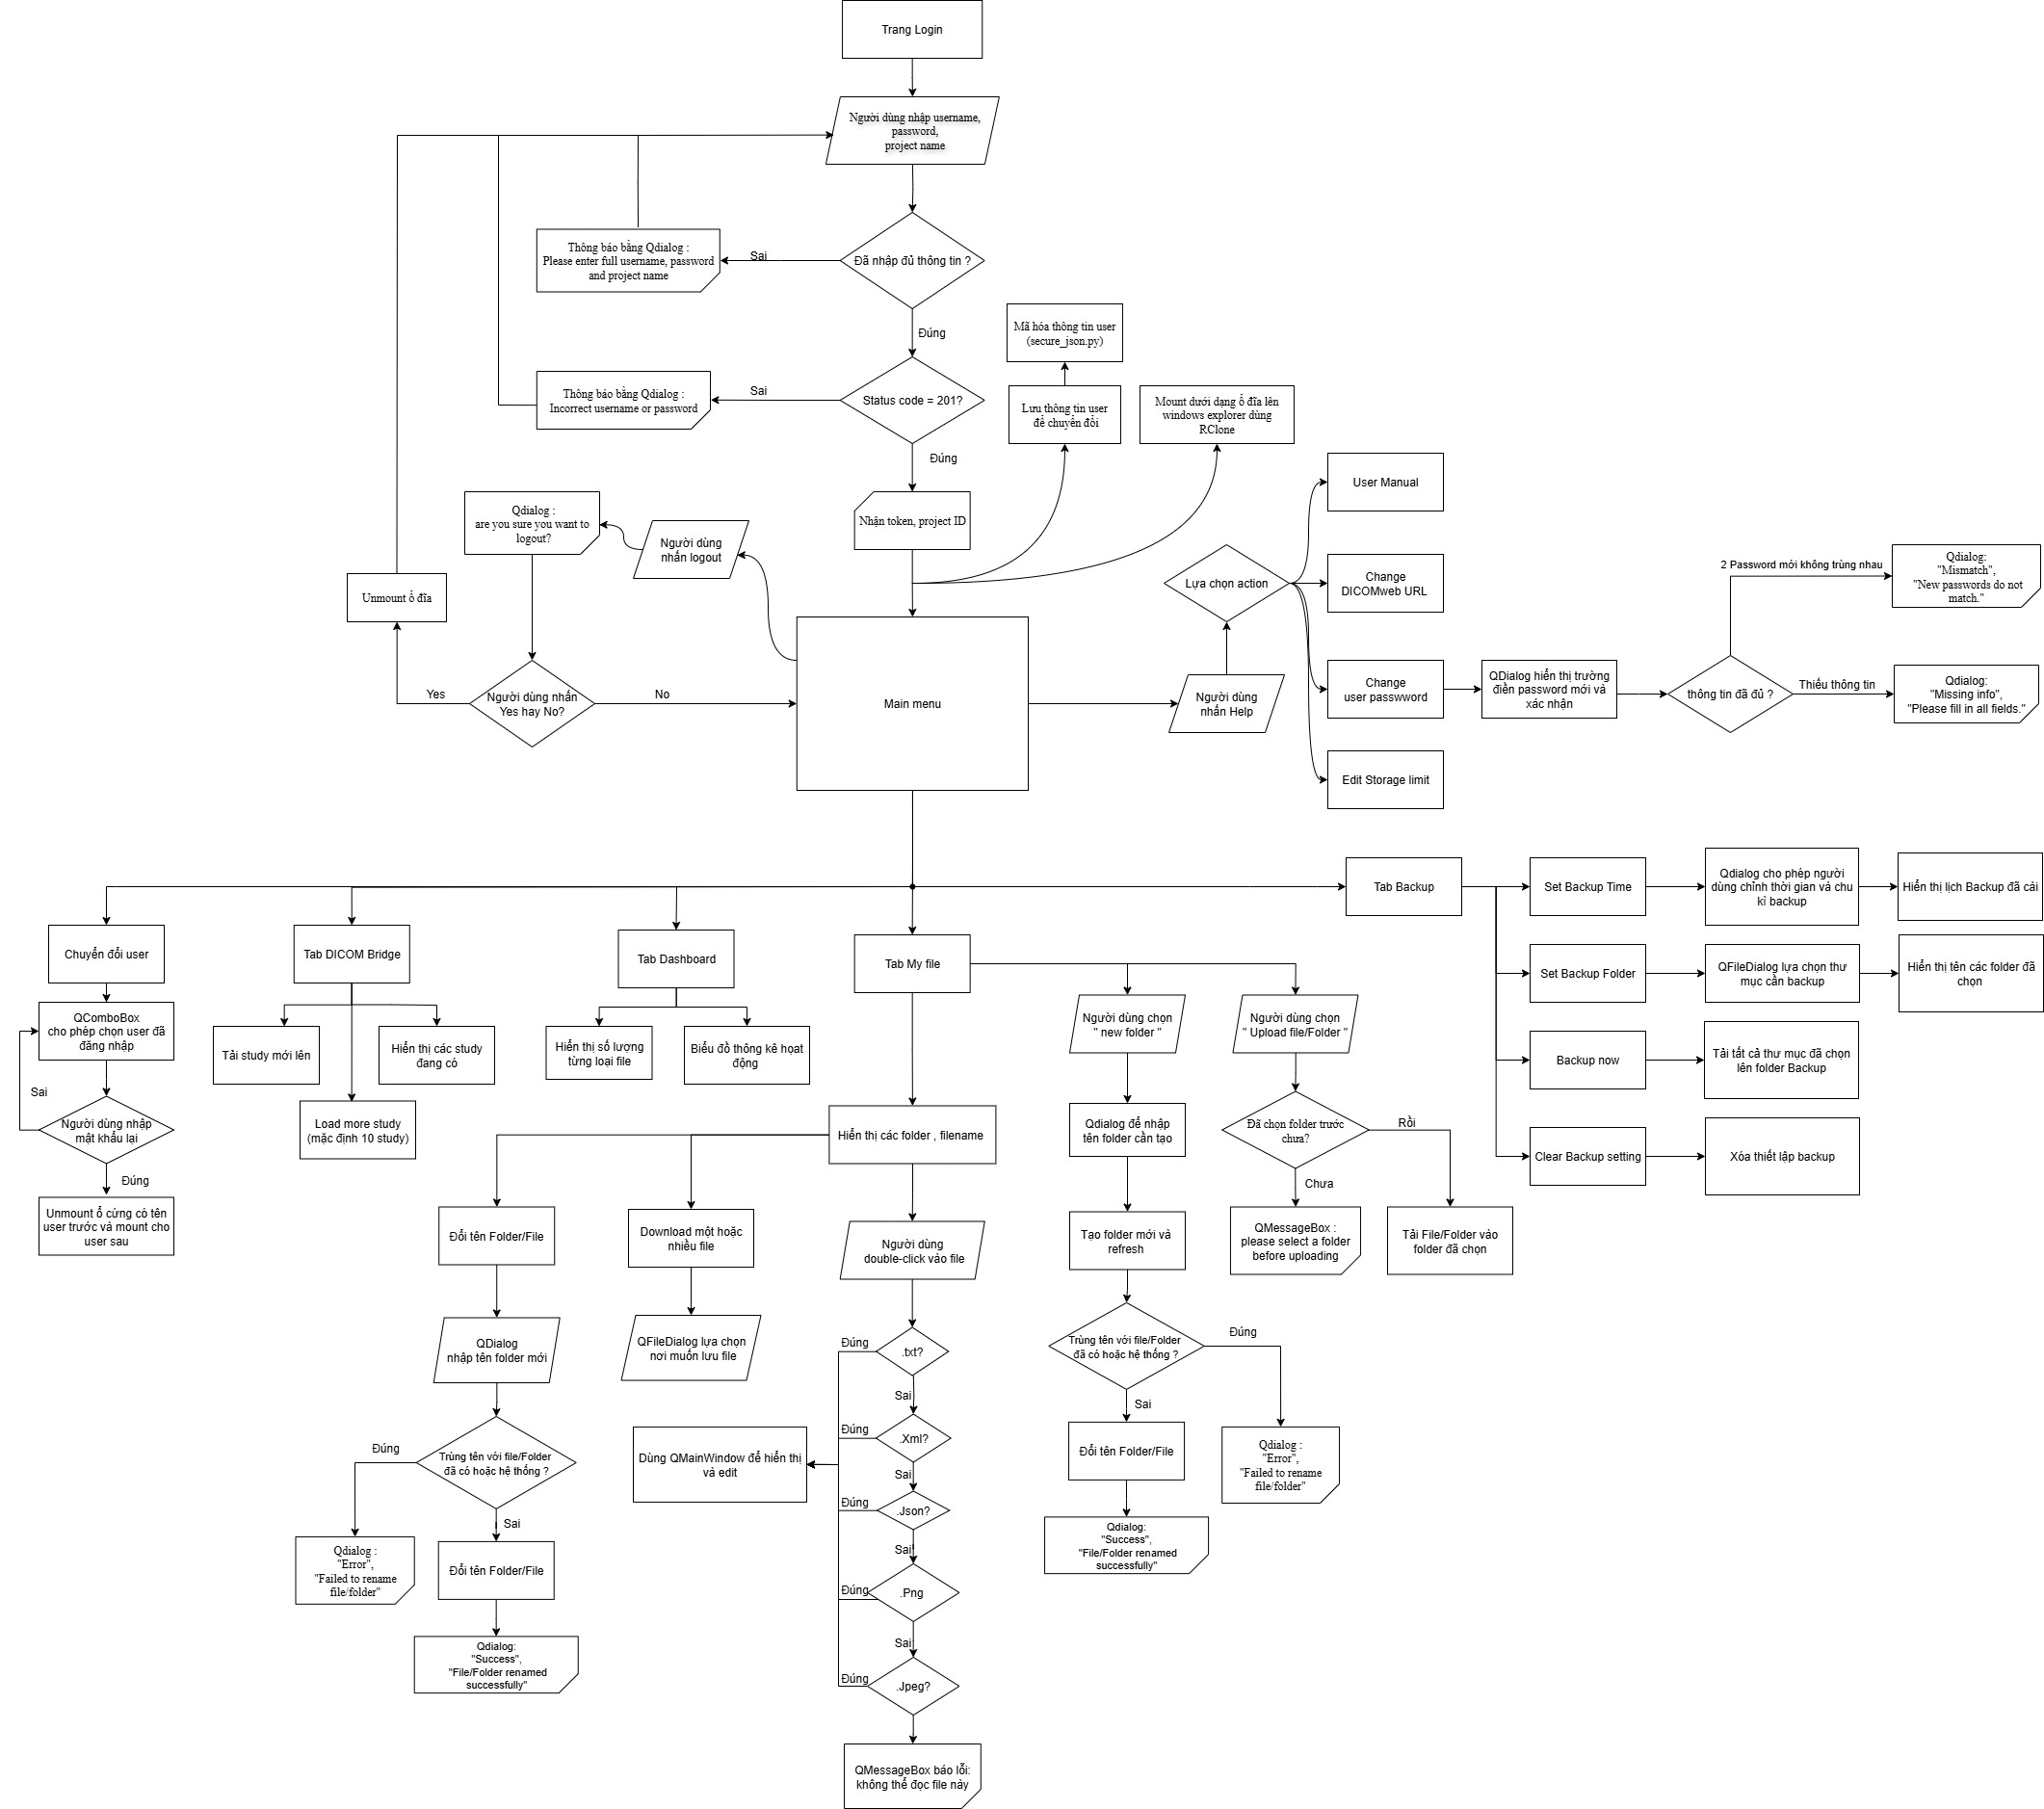 Trang Login
Người dùng nhập username,
password,
project name
Đã nhập đủ thông tin ?
Sai
Thông báo bằng Qdialog :
Please enter full username, password
and project name
Đúng
Status code = 201?
Sai
Thông báo bằng Qdialog :
Incorrect username or password
Đúng
Nhận token, project ID
Mã hóa thông tin user
(secure_json.py)
Lưu thông tin user
để chuyển đổi
Mount dưới dạng ổ đĩa lên
windows explorer dùng
RClone
Qdialog :
are you sure you want to
logout?
Người dùng
nhấn logout
Unmount ổ đĩa
Yes
Người dùng nhấn
Yes hay No?
No
Main menu
Người dùng
nhấn Help
Lựa chọn action
User Manual
Change
DICOMweb URL
Change
user passwword
Edit Storage limit
QDialog hiển thị trường
điền password mới và
xác nhận
thông tin đã đủ ?
2 Password mới không trùng nhau
Qdialog:
"Mismatch",
"New passwords do not
match."
Thiếu thông tin
Qdialog:
"Missing info",
"Please fill in all fields."
Chuyển đổi user
QComboBox
cho phép chọn user đã
đăng nhập
Sai
Người dùng nhập
mật khẩu lại
Đúng
Unmount ổ cứng có tên
user trước và mount cho
user sau
Tab DICOM Bridge
Tải study mới lên
Hiển thị các study
đang có
Load more study
(mặc định 10 study)
Tab Dashboard
Hiển thị số lượng
từng loại file
Biểu đồ thông kê hoạt
động
Tab My file
Hiển thị các folder , filename
Đổi tên Folder/File
QDialog
nhập tên folder mới
Trùng tên với file/Folder
đã có hoặc hệ thống ?
Đúng
Qdialog :
"Error",
"Failed to rename
file/folder"
Sai
Đổi tên Folder/File
Qdialog:
"Success",
"File/Folder renamed
successfully"
Download một hoặc
nhiều file
QFileDialog lựa chọn
nơi muốn lưu file
Người dùng
double-click vào file
.txt?
Đúng
Sai
.Xml?
Đúng
Sai
.Json?
Đúng
Sai
.Png
Đúng
Sai
.Jpeg?
Đúng
Dùng QMainWindow để hiển thị
và edit
QMessageBox báo lỗi:
không thể đọc file này
Người dùng chọn
" new folder "
Qdialog để nhập
tên folder cần tạo
Tạo folder mới và
refresh
Trùng tên với file/Folder
đã có hoặc hệ thống ?
Đúng
Qdialog :
"Error",
"Failed to rename
file/folder"
Sai
Đổi tên Folder/File
Qdialog:
"Success",
"File/Folder renamed
successfully"
Người dùng chọn
" Upload file/Folder "
Đã chọn folder trước
chưa?
Rồi
Chưa
QMessageBox :
please select a folder
before uploading
Tải File/Folder vào
folder đã chọn
Tab Backup
Set Backup Time
Qdialog cho phép người
dùng chỉnh thời gian và chu
kì backup
Hiển thị lịch Backup đã cài
Set Backup Folder
QFileDialog lựa chọn thư
mục cần backup
Hiển thị tên các folder đã
chọn
Backup now
Tải tất cả thư mục đã chọn
lên folder Backup
Clear Backup setting
Xóa thiết lập backup